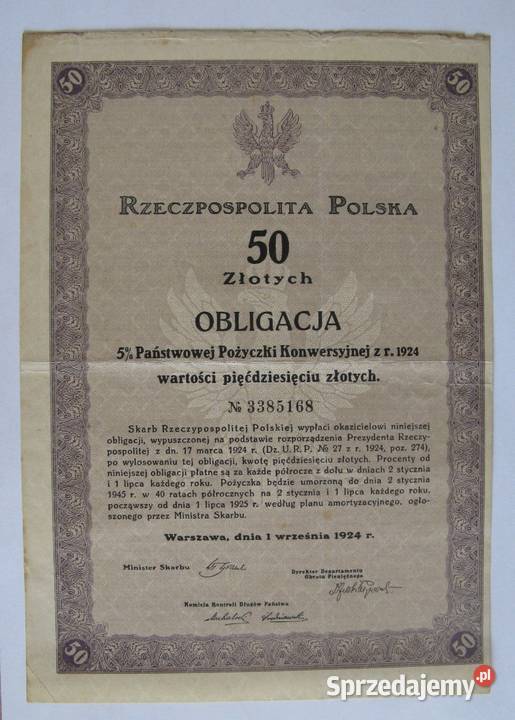 50 50
RZECZPOSPOLITA POLSKA
50
Złotych
OBLIGACJA
5% Państwowej Pożyczki Konwersyjnej z r. 1924
wartości pięćdziesięciu złotych.
№ 3385168
Skarb Rzeczypospolitej Polskiej wypłaci okazicielowi niniejszej
obligacji, wypuszczonej na podstawie rozporządzenia Prezydenta Rzeczy-
pospolitej z dn. 17 marca 1924 r. (Dz. U. R. P. № 27 z r. 1924, poz. 274),
po wylosowaniu tej obligacji, kwotę pięćdziesięciu złotych. Procenty od
niniejszej obligacji płatne są za każde półrocze z dołu w dniach 2 stycznia
i 1 lipca każdego roku. Pożyczka będzie umorzoną do dnia 2 stycznia
1945 r. w 40 ratach półrocznych na 2 stycznia i 1 lipca każdego roku,
począwszy od dnia 1 lipca 1925 r. według planu amortyzacyjnego, ogło-
szonego przez Ministra Skarbu.
Warszawa, dnia 1 września 1924 r.
Minister Skarbu
Dyrektor Departamentu
Obrotu Pieniężnego
Komisja Kontroli Długów Państwa
50 50
Sprzedajemy.pl